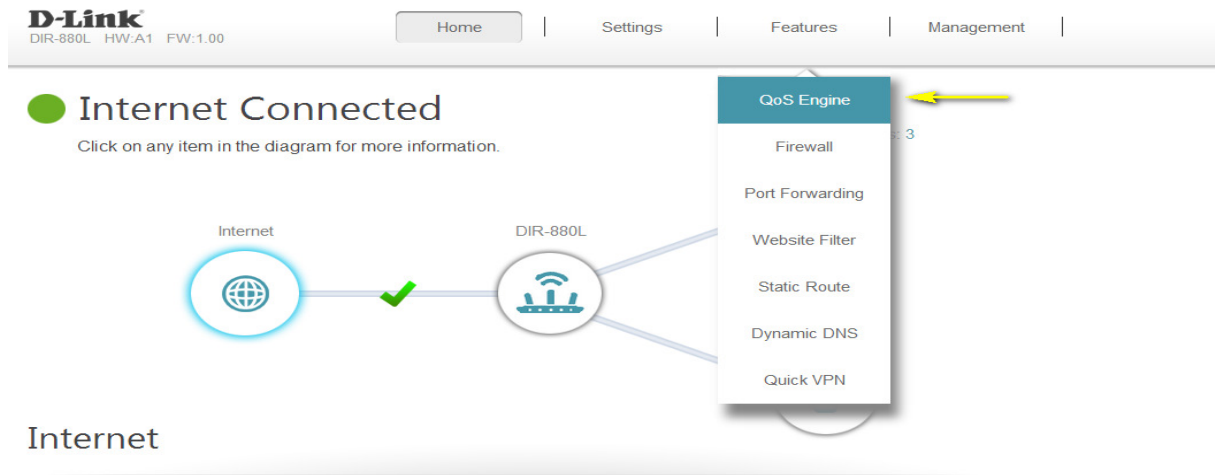 D-Link
DIR-880L HW:A1 FW:1.00
Home
Settings
Features
Management
Internet Connected
Click on any item in the diagram for more information.
QoS Engine
Firewall
Port Forwarding
Website Filter
Static Route
Dynamic DNS
Quick VPN
: 3
Internet
DIR-880L
Internet